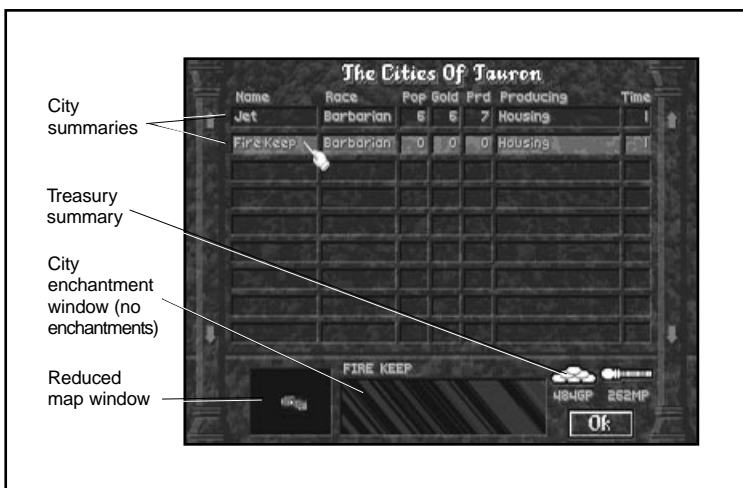 The Cities Of Tauron
Name Race Pop Gold Prd Producing Time
Jet Barbarian 6 6 7 Housing 1
Fire Keep Barbarian 0 0 0 Housing 1
FIRE KEEP
484GP 262MP
Ok
City
summaries
Treasury
summary
City
enchantment
window (no
enchantments)
Reduced
map window